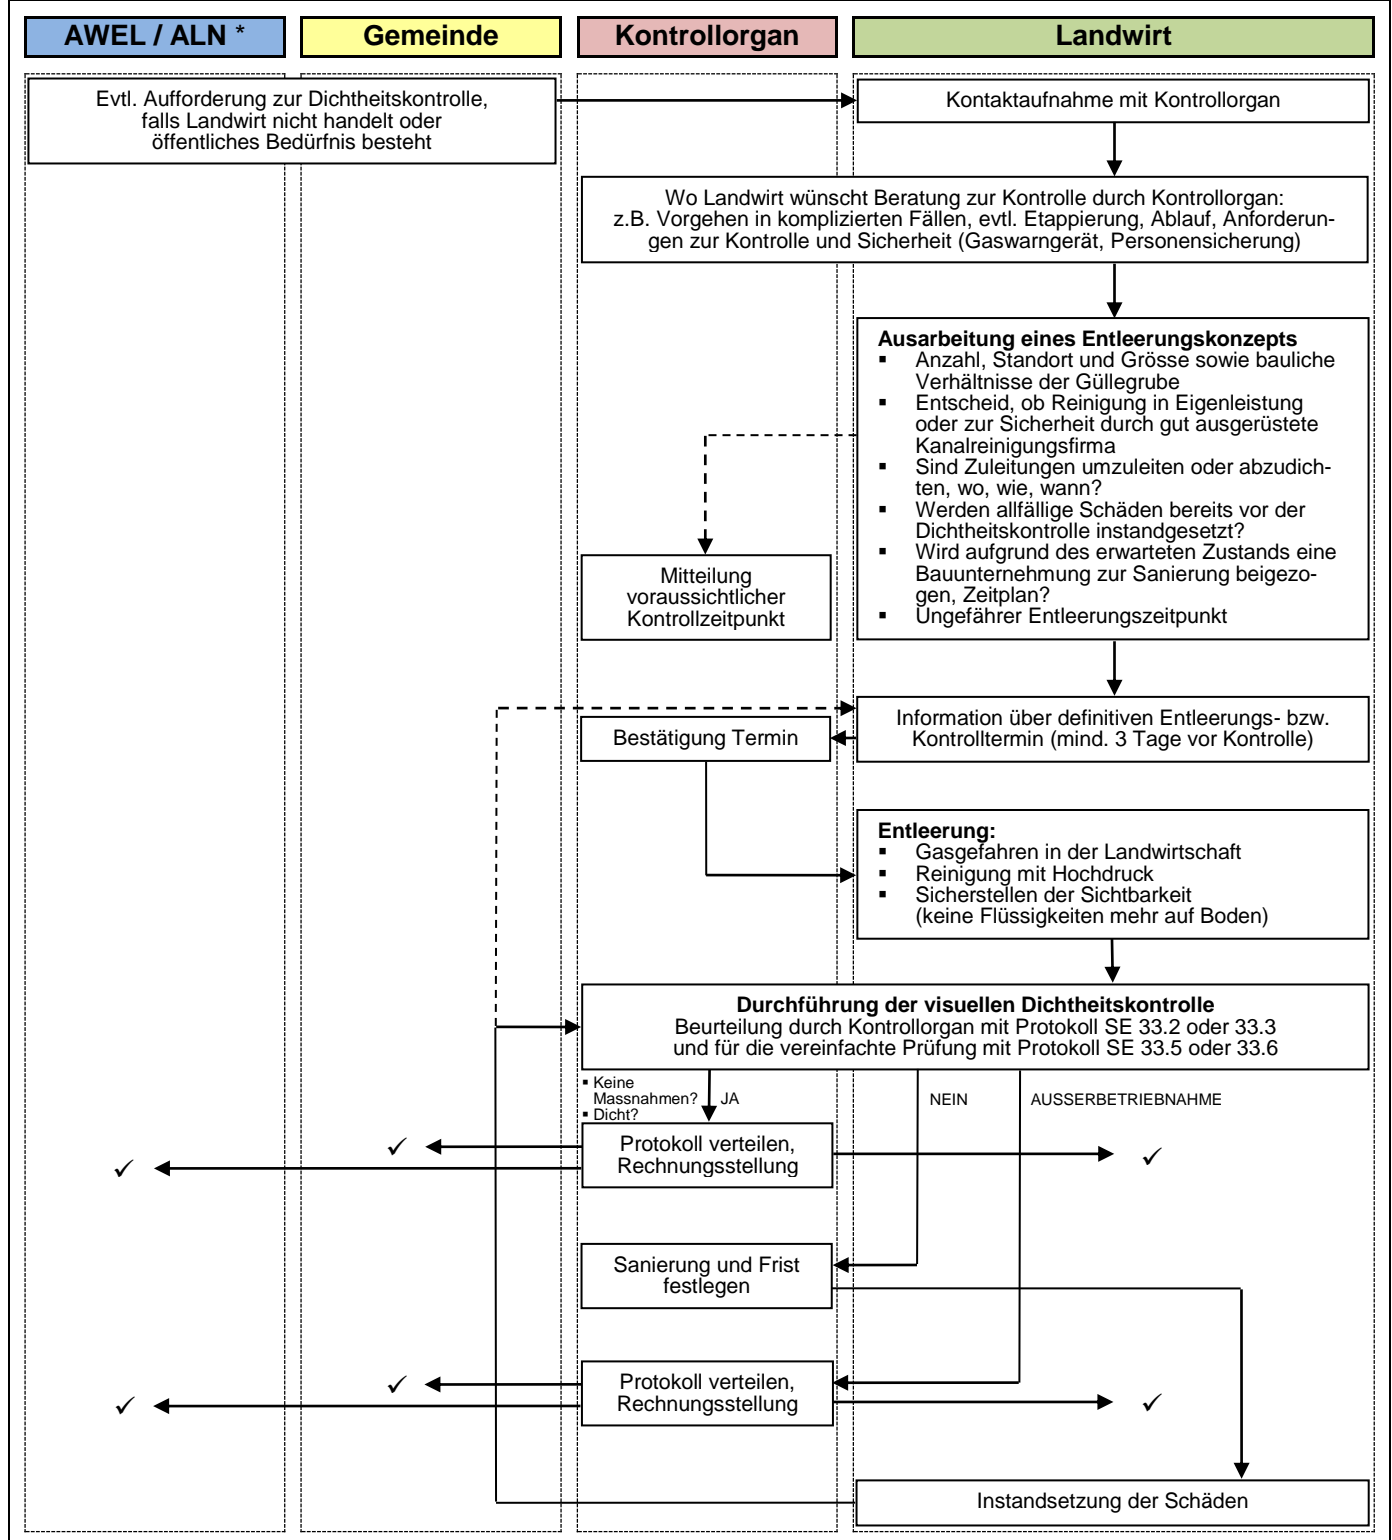 AWEL / ALN *
Gemeinde
Kontrollorgan
Landwirt
Evtl. Aufforderung zur Dichtheitskontrolle,
falls Landwirt nicht handelt oder
öffentliches Bedürfnis besteht
Kontaktaufnahme mit Kontrollorgan
Wo Landwirt wünscht Beratung zur Kontrolle durch Kontrollorgan:
z.B. Vorgehen in komplizierten Fällen, evtl. Etappierung, Ablauf, Anforderun-
gen zur Kontrolle und Sicherheit (Gaswarngerät, Personensicherung)
Ausarbeitung eines Entleerungskonzepts
▪ Anzahl, Standort und Grösse sowie bauliche
Verhältnisse der Güllegrube
▪ Entscheid, ob Reinigung in Eigenleistung
oder zur Sicherheit durch gut ausgerüstete
Kanalreinigungsfirma
▪ Sind Zuleitungen umzuleiten oder abzudich-
ten, wo, wie, wann?
▪ Werden allfällige Schäden bereits vor der
Dichtheitskontrolle instandgesetzt?
▪ Wird aufgrund des erwarteten Zustands eine
Bauunternehmung zur Sanierung beigezo-
gen, Zeitplan?
▪ Ungefährer Entleerungszeitpunkt
Mitteilung
voraussichtlicher
Kontrollzeitpunkt
Information über definitiven Entleerungs- bzw.
Kontrolltermin (mind. 3 Tage vor Kontrolle)
Bestätigung Termin
Entleerung:
▪ Gasgefahren in der Landwirtschaft
▪ Reinigung mit Hochdruck
▪ Sicherstellen der Sichtbarkeit
(keine Flüssigkeiten mehr auf Boden)
Durchführung der visuellen Dichtheitskontrolle
Beurteilung durch Kontrollorgan mit Protokoll SE 33.2 oder 33.3
und für die vereinfachte Prüfung mit Protokoll SE 33.5 oder 33.6
▪ Keine
Massnahmen?
▪ Dicht?
JA
NEIN
AUSSERBETRIEBNAHME
Protokoll verteilen,
Rechnungsstellung
✓
✓
✓
Sanierung und Frist
festlegen
Protokoll verteilen,
Rechnungsstellung
✓
✓
✓
Instandsetzung der Schäden